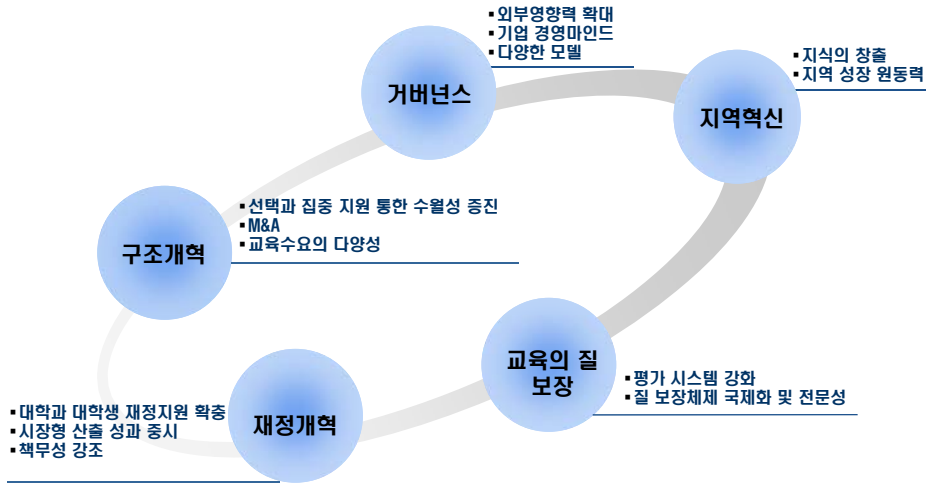 ▪외부영향력 확대
▪기업 경영마인드
▪다양한 모델
거버넌스
▪지식의 창출
▪지역 성장 원동력
지역혁신
▪선택과 집중 지원 통한 수월성 증진
▪M&A
▪교육수요의 다양성
구조개혁
교육의 질
보장
▪평가 시스템 강화
▪질 보장체제 국제화 및 전문성
▪대학과 대학생 재정지원 확충
▪시장형 산출 성과 중시
▪책무성 강조
재정개혁